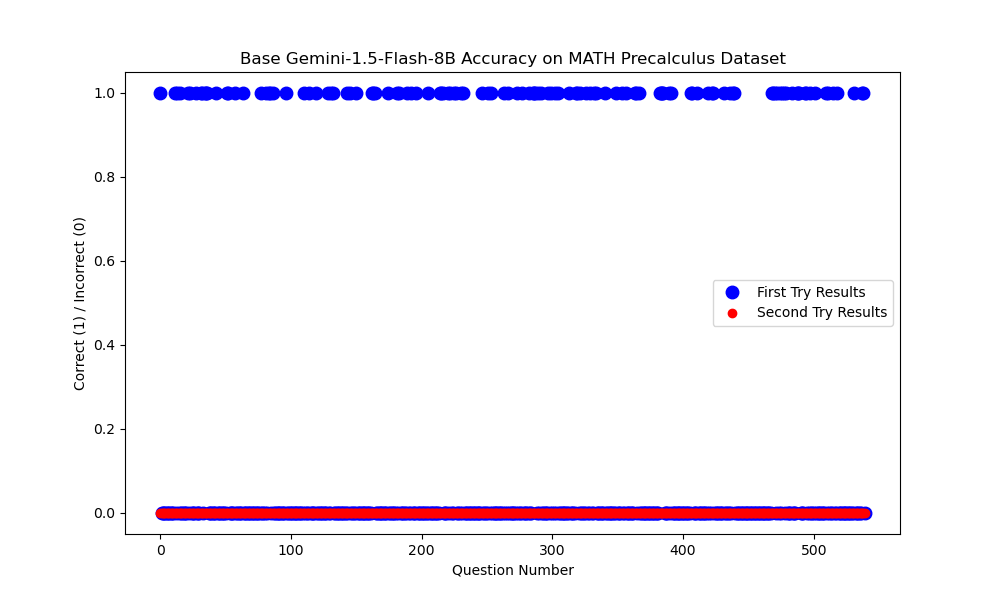 Base Gemini-1.5-Flash-8B Accuracy on MATH Precalculus Dataset
1.0
0.8
0.6
0.4
0.2
0.0
Correct (1) / Incorrect (0)
First Try Results
Second Try Results
0 100 200 300 400 500
Question Number